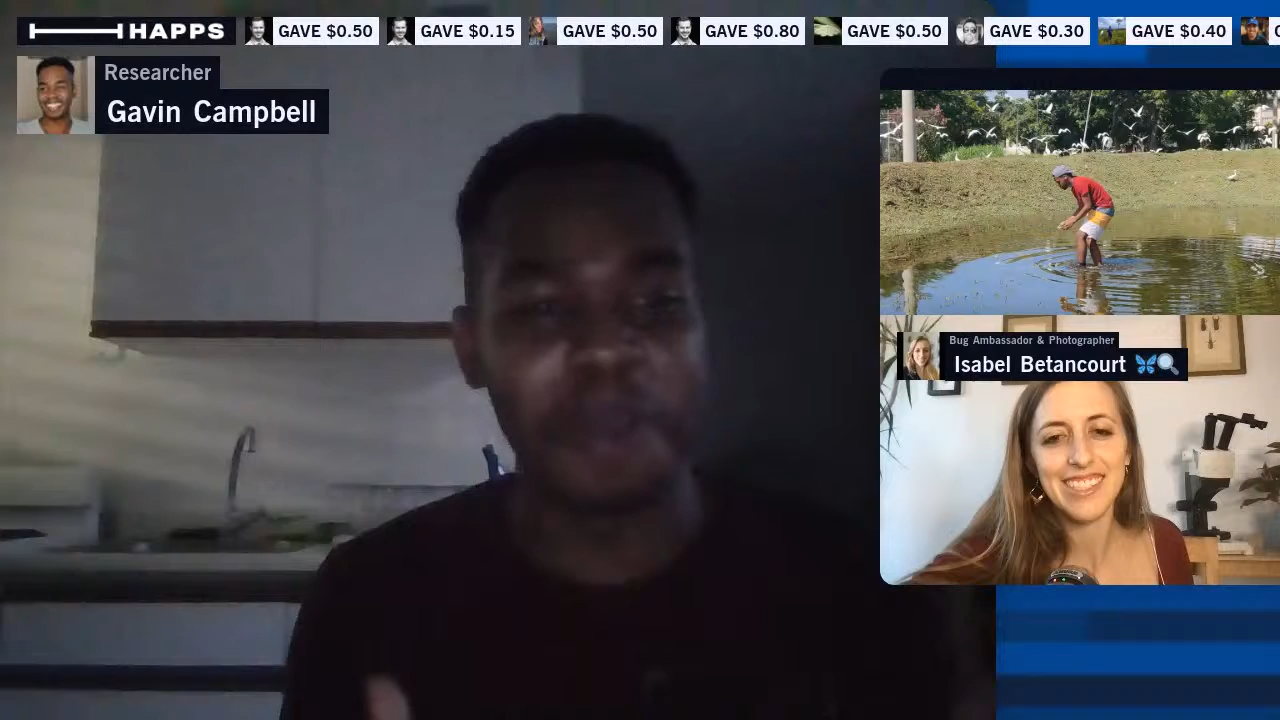 HAPPS GAVE $0.50 GAVE $0.15 GAVE $0.50 GAVE $0.80 GAVE $0.50 GAVE $0.30 GAVE $0.40
Researcher
Gavin Campbell
Bug Ambassador & Photographer
Isabel Betancourt 🦋🔍